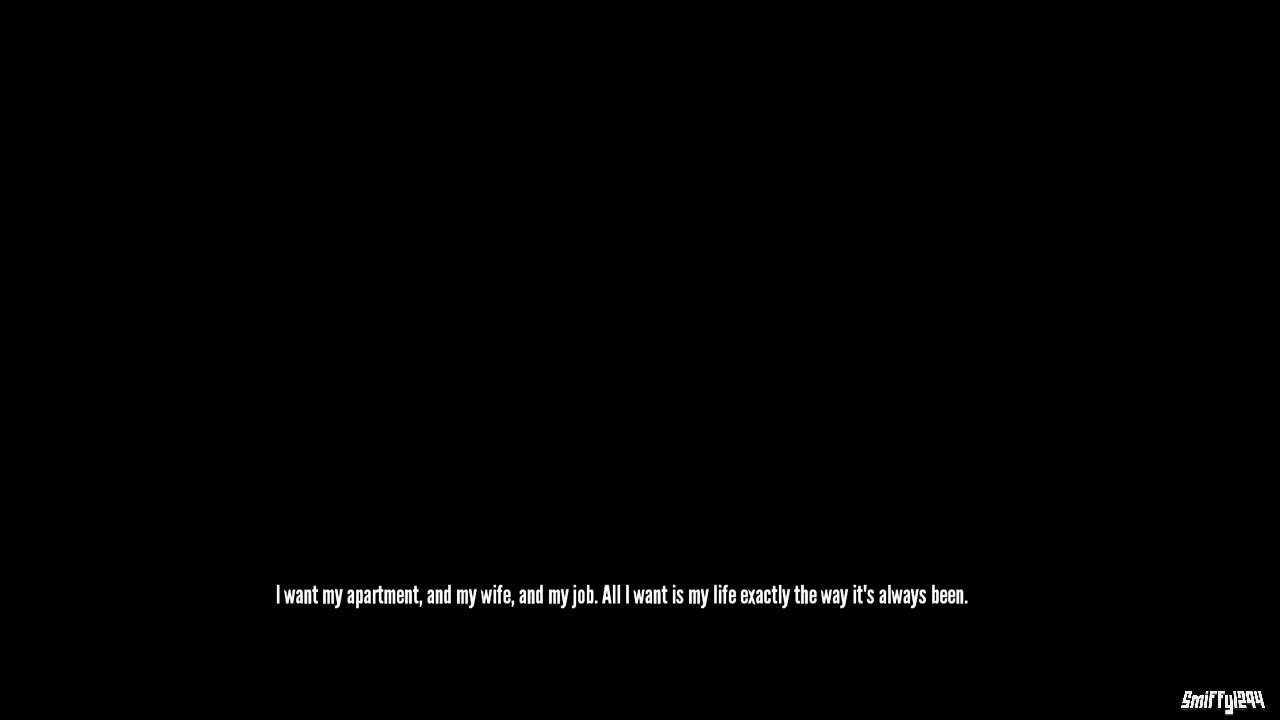 I want my apartment, and my wife, and my job. All I want is my life exactly the way it's always been.
Smiffy1294